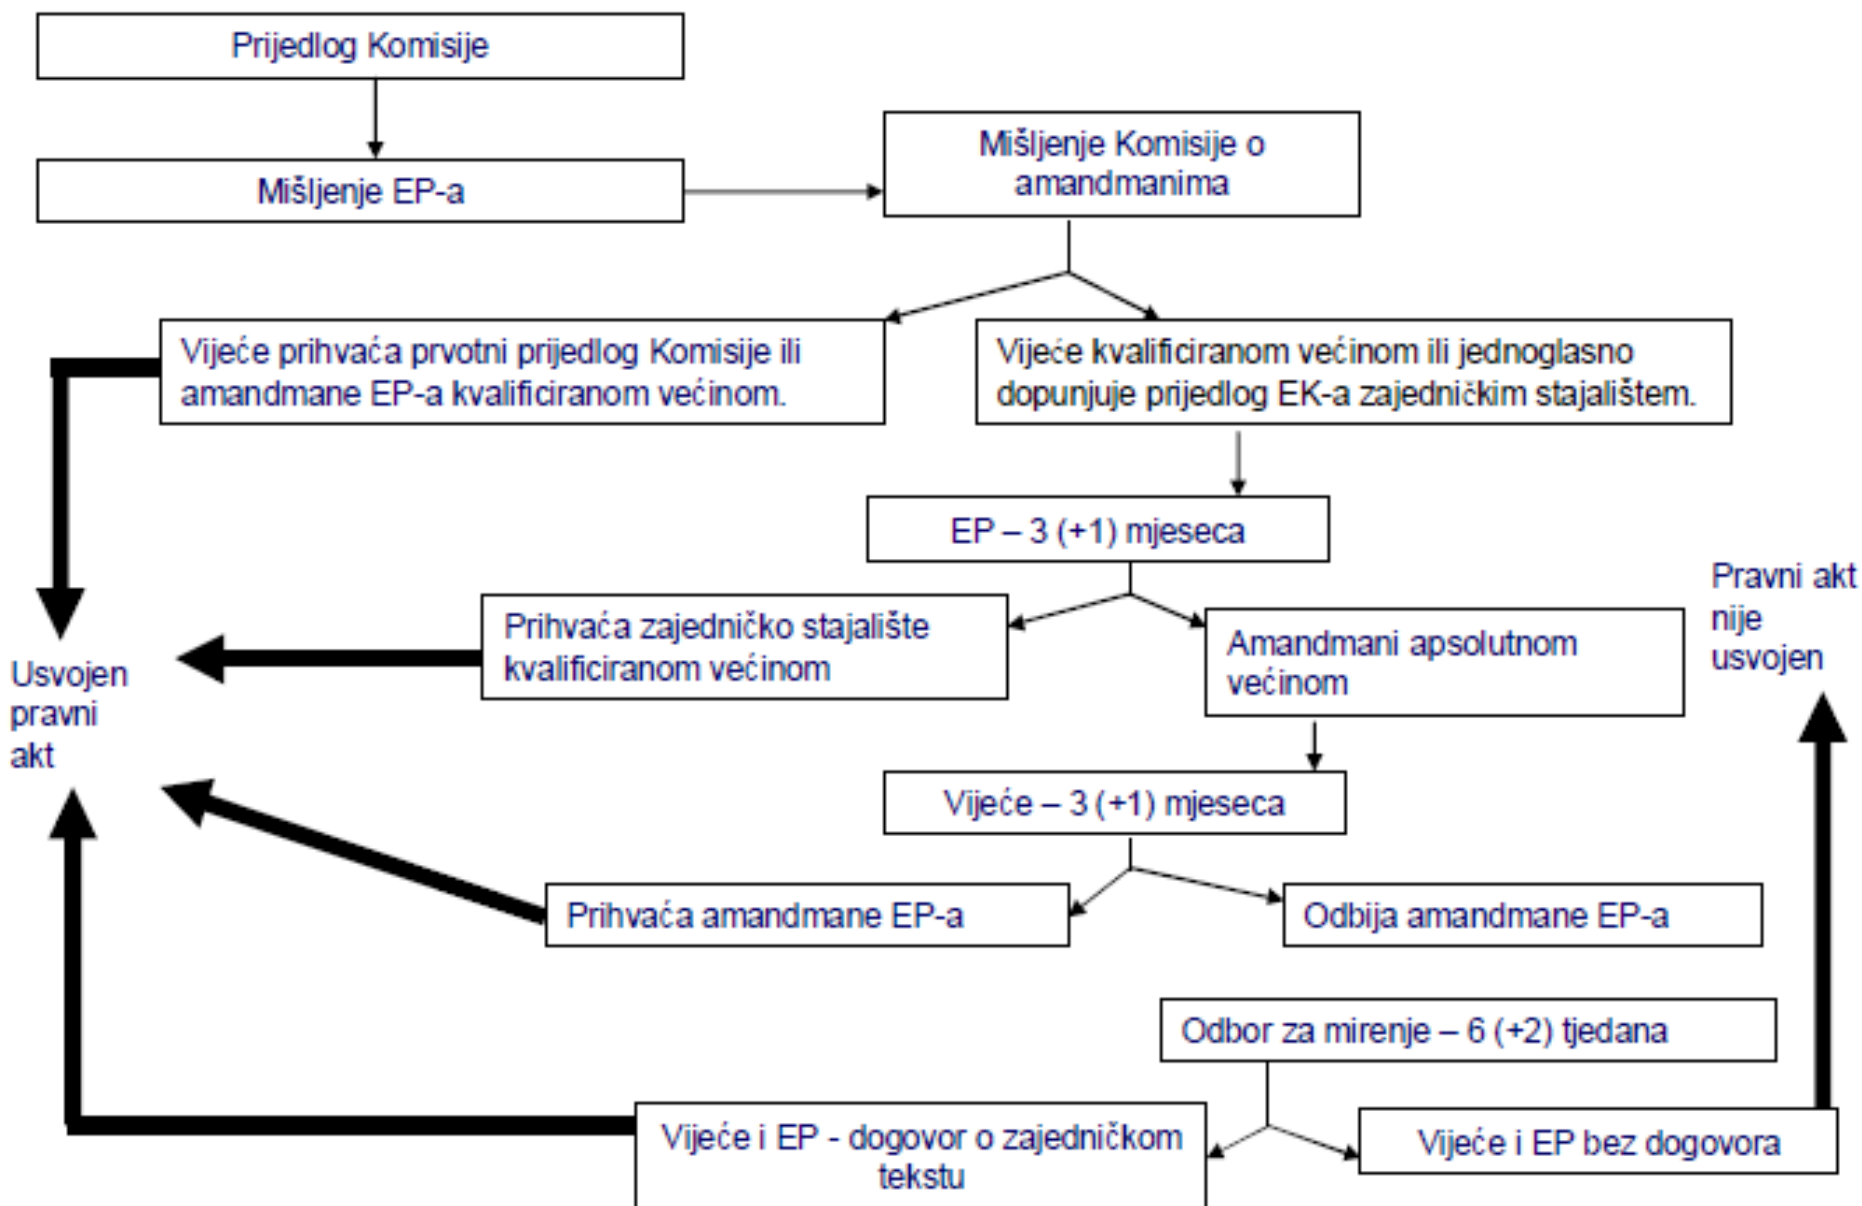 Prijedlog Komisije
Mišljenje EP-a
Mišljenje Komisije o
amandmanima
Vijeće prihvaća prvotni prijedlog Komisije ili
amandmane EP-a kvalificiranom većinom.
Vijeće kvalificiranom većinom ili jednoglasno
dopunjuje prijedlog EK-a zajedničkim stajalištem.
EP – 3 (+1) mjeseca
Pravni akt
nije
usvojen
Prihvaća zajedničko stajalište
kvalificiranom većinom
Amandmani apsolutnom
većinom
Usvojen
pravni
akt
Vijeće – 3 (+1) mjeseca
Prihvaća amandmane EP-a
Odbija amandmane EP-a
Odbor za mirenje – 6 (+2) tjedana
Vijeće i EP - dogovor o zajedničkom
tekstu
Vijeće i EP bez dogovora